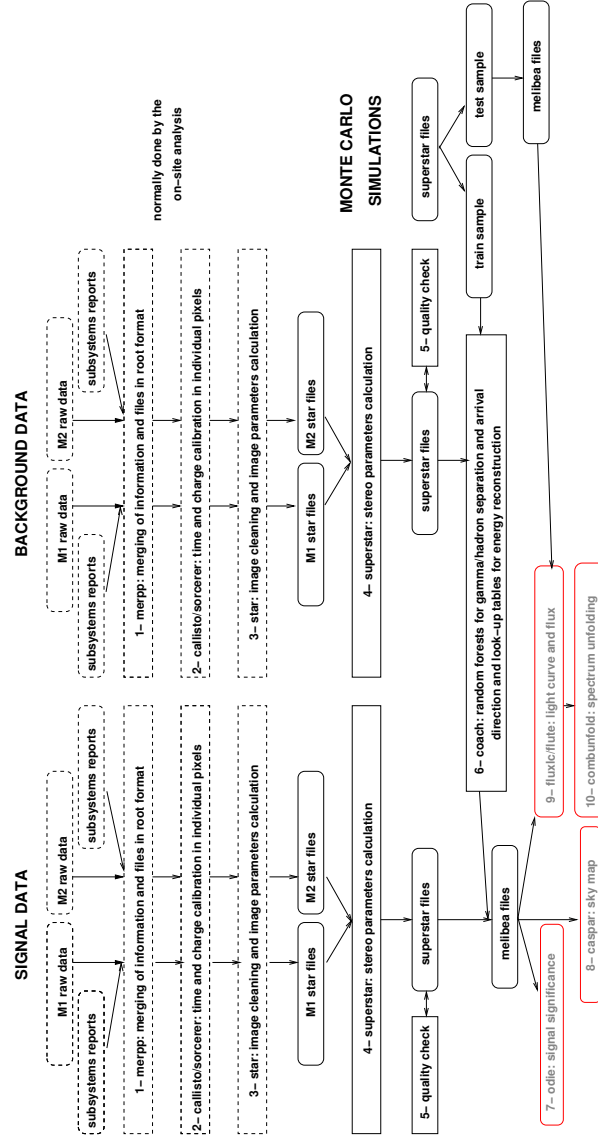 SIGNAL DATA
BACKGROUND DATA
M1 raw data
M2 raw data
M1 raw data
M2 raw data
subsystems reports
subsystems reports
subsystems reports
subsystems reports
normally done by the
on-site analysis
1- merpp: merging of information and files in root format
1- merpp: merging of information and files in root format
2- callisto/sorcerer: time and charge calibration in individual pixels
2- callisto/sorcerer: time and charge calibration in individual pixels
3- star: image cleaning and image parameters calculation
3- star: image cleaning and image parameters calculation
M1 star files
M2 star files
M1 star files
M2 star files
MONTE CARLO
SIMULATIONS
4- superstar: stereo parameters calculation
4- superstar: stereo parameters calculation
5- quality check
superstar files
superstar files
5- quality check
superstar files
6- coach: random forests for gamma/hadron separation and arrival
direction and look-up tables for energy reconstruction
train sample
test sample
melibea files
melibea files
7- odie: signal significance
9- fluxlc/flute: light curve and flux
8- caspar: sky map
10- combunfold: spectrum unfolding